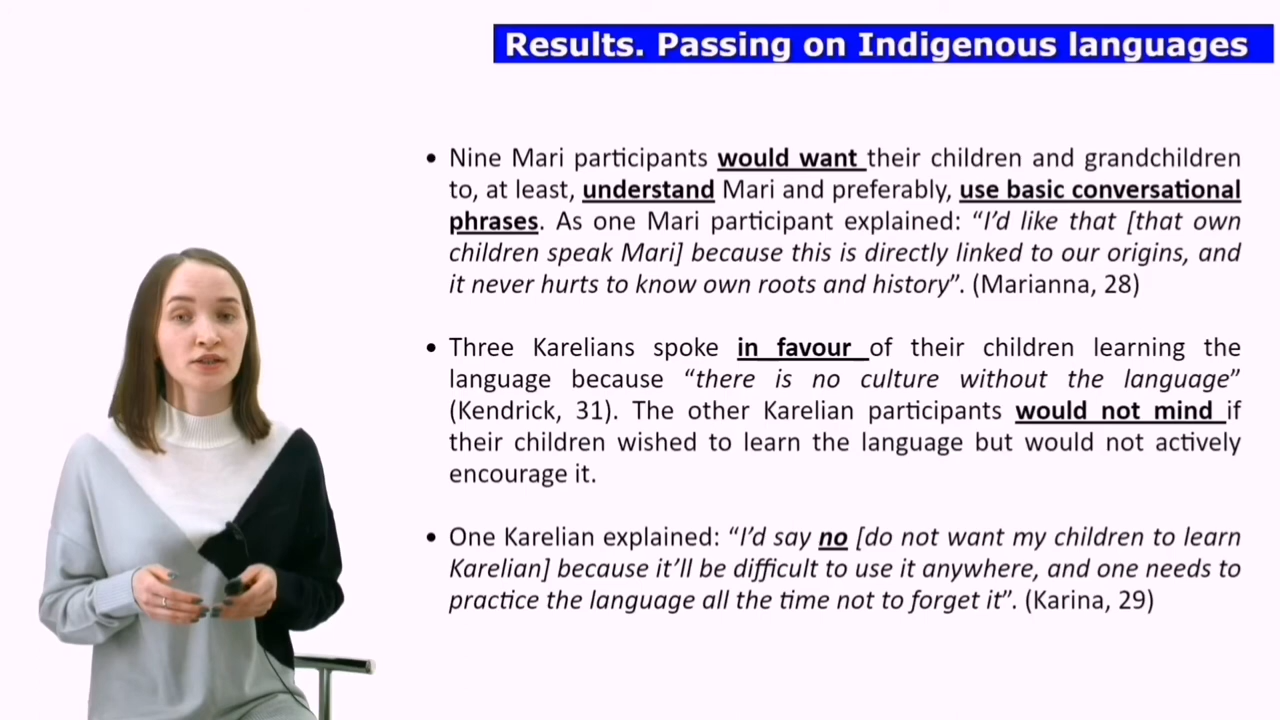 Results. Passing on Indigenous languages
• Nine Mari participants would want their children and grandchildren
to, at least, understand Mari and preferably, use basic conversational
phrases. As one Mari participant explained: “I’d like that [that own
children speak Mari] because this is directly linked to our origins, and
it never hurts to know own roots and history”. (Marianna, 28)
• Three Karelians spoke in favour of their children learning the
language because “there is no culture without the language”
(Kendrick, 31). The other Karelian participants would not mind if
their children wished to learn the language but would not actively
encourage it.
• One Karelian explained: “I’d say no [do not want my children to learn
Karelian] because it’ll be difficult to use it anywhere, and one needs to
practice the language all the time not to forget it”. (Karina, 29)